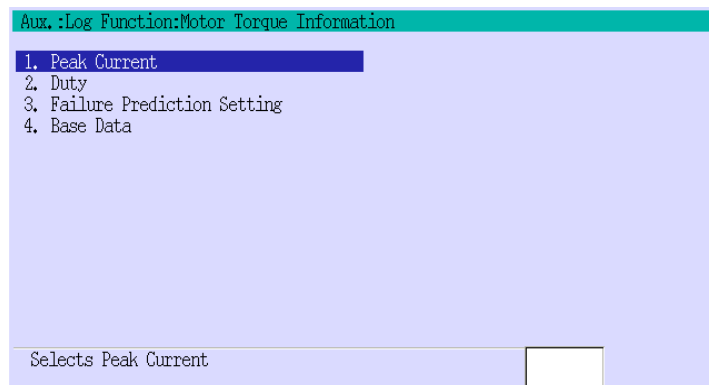 Aux.:Log Function:Motor Torque Information
1. Peak Current
2. Duty
3. Failure Prediction Setting
4. Base Data
Selects Peak Current